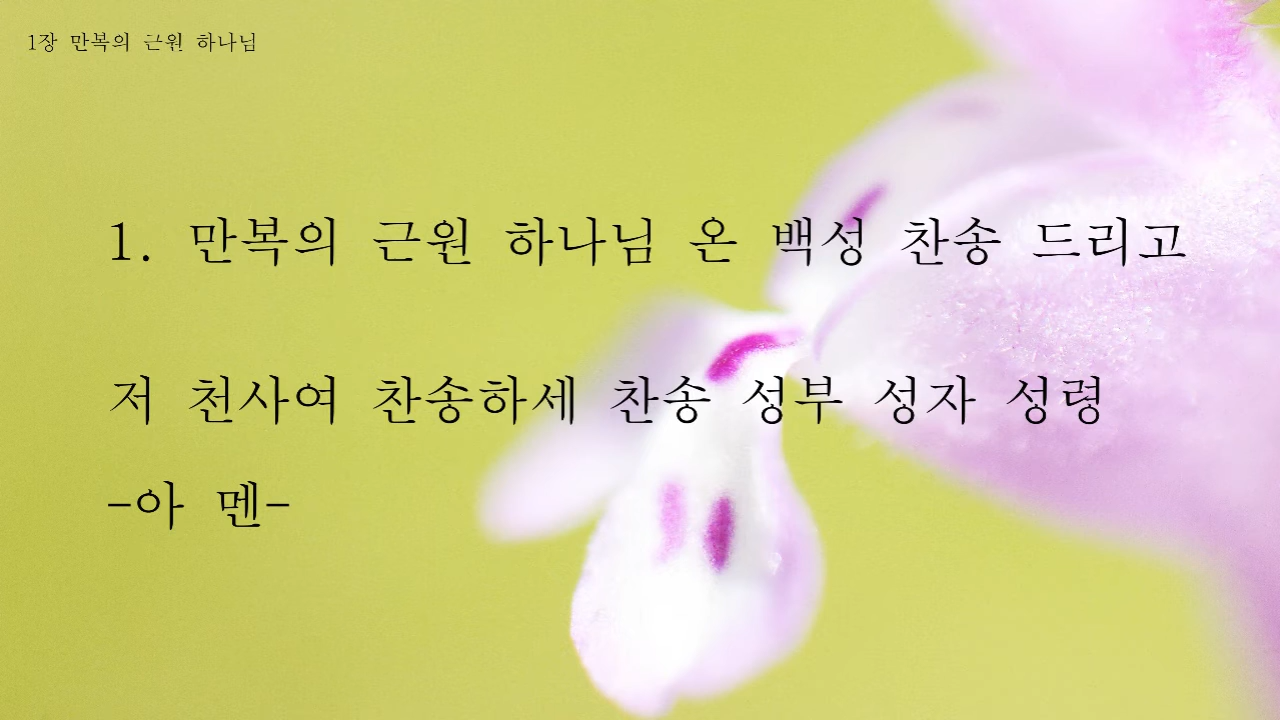 1장 만복의 근원 하나님
1. 만복의 근원 하나님 온 백성 찬송 드리고
저 천사여 찬송하세 찬송 성부 성자 성령
-아 멘-